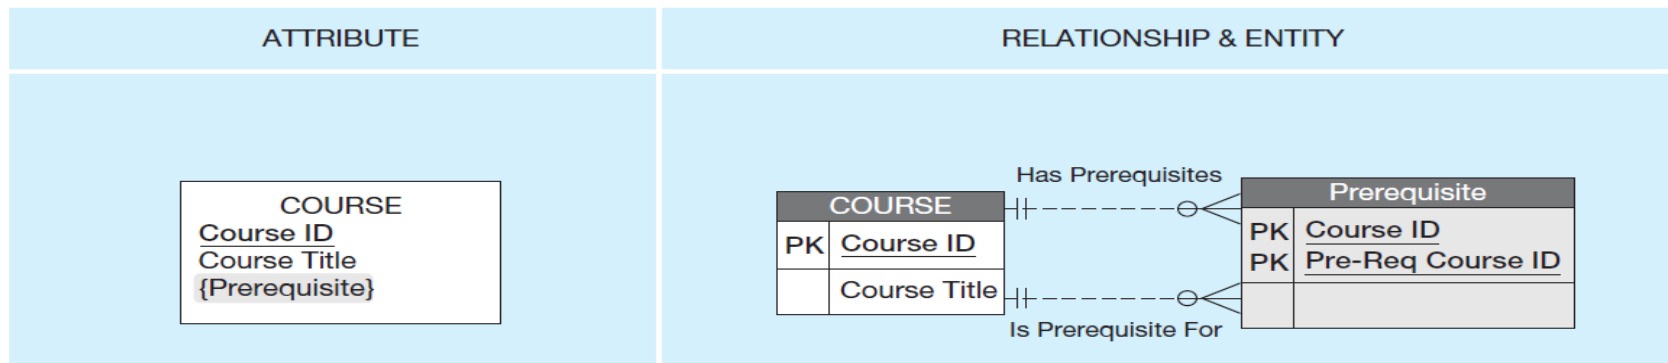 ATTRIBUTE
RELATIONSHIP & ENTITY
COURSE
Course ID
Course Title
{Prerequisite}
Has Prerequisites
COURSE
PK Course ID
Course Title
Is Prerequisite For
Prerequisite
PK Course ID
PK Pre-Req Course ID